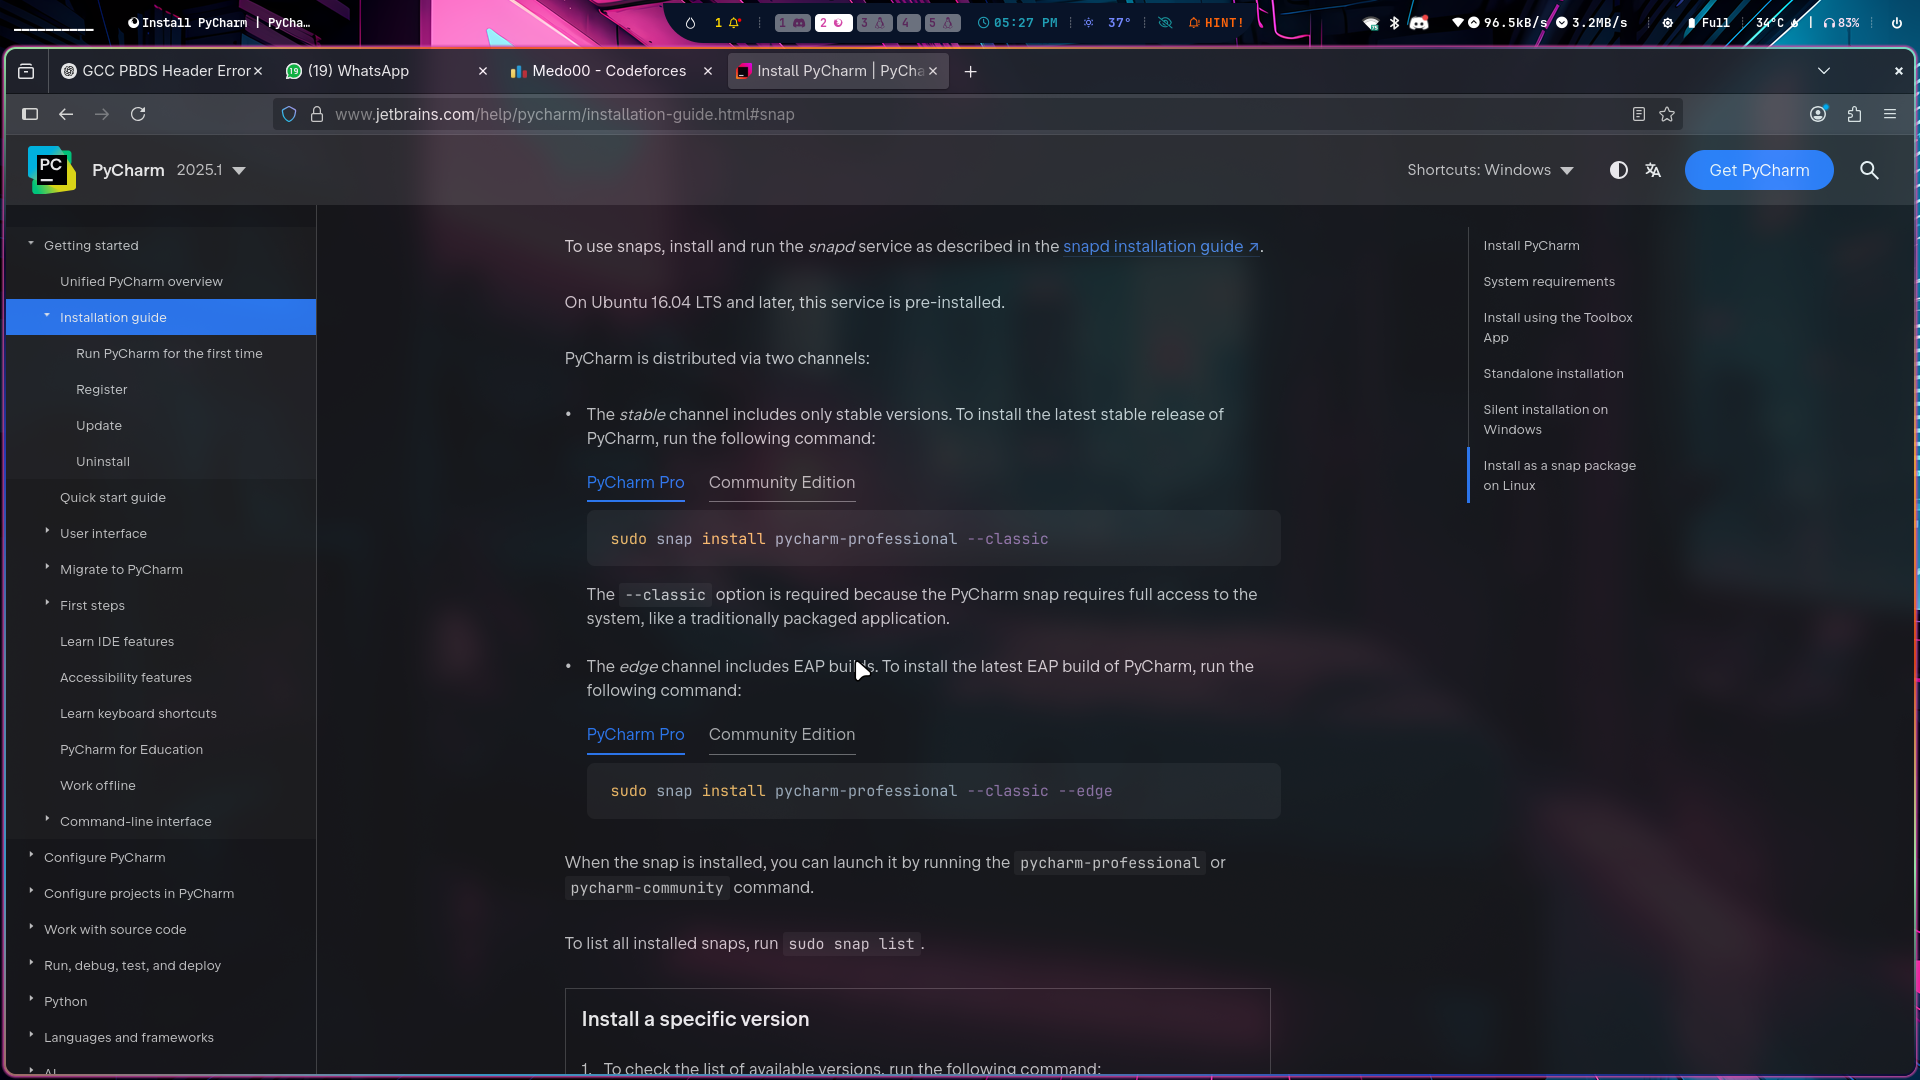 Install PyCharm | PyCha…
1
1
2
3
4
5
05:27 PM
37°
HINT!
96.5kB/s
3.2MB/s
Full
34°C
83%
GCC PBDS Header Error
(19) WhatsApp
Medo00 - Codeforces
Install PyCharm | PyCha
www.jetbrains.com/help/pycharm/installation-guide.html#snap
PC
PyCharm
2025.1
Shortcuts: Windows
Get PyCharm
Getting started
Unified PyCharm overview
Installation guide
Run PyCharm for the first time
Register
Update
Uninstall
Quick start guide
User interface
Migrate to PyCharm
First steps
Learn IDE features
Accessibility features
Learn keyboard shortcuts
PyCharm for Education
Work offline
Command-line interface
Configure PyCharm
Configure projects in PyCharm
Work with source code
Run, debug, test, and deploy
Python
Languages and frameworks
AI
To use snaps, install and run the snapd service as described in the snapd installation guide ↗.
On Ubuntu 16.04 LTS and later, this service is pre-installed.
PyCharm is distributed via two channels:
• The stable channel includes only stable versions. To install the latest stable release of
PyCharm, run the following command:
PyCharm Pro
Community Edition
sudo snap install pycharm-professional --classic
The --classic option is required because the PyCharm snap requires full access to the
system, like a traditionally packaged application.
• The edge channel includes EAP builds. To install the latest EAP build of PyCharm, run the
following command:
PyCharm Pro
Community Edition
sudo snap install pycharm-professional --classic --edge
When the snap is installed, you can launch it by running the pycharm-professional or
pycharm-community command.
To list all installed snaps, run sudo snap list.
Install a specific version
1. To check the list of available versions, run the following command:
Install PyCharm
System requirements
Install using the Toolbox
App
Standalone installation
Silent installation on
Windows
Install as a snap package
on Linux